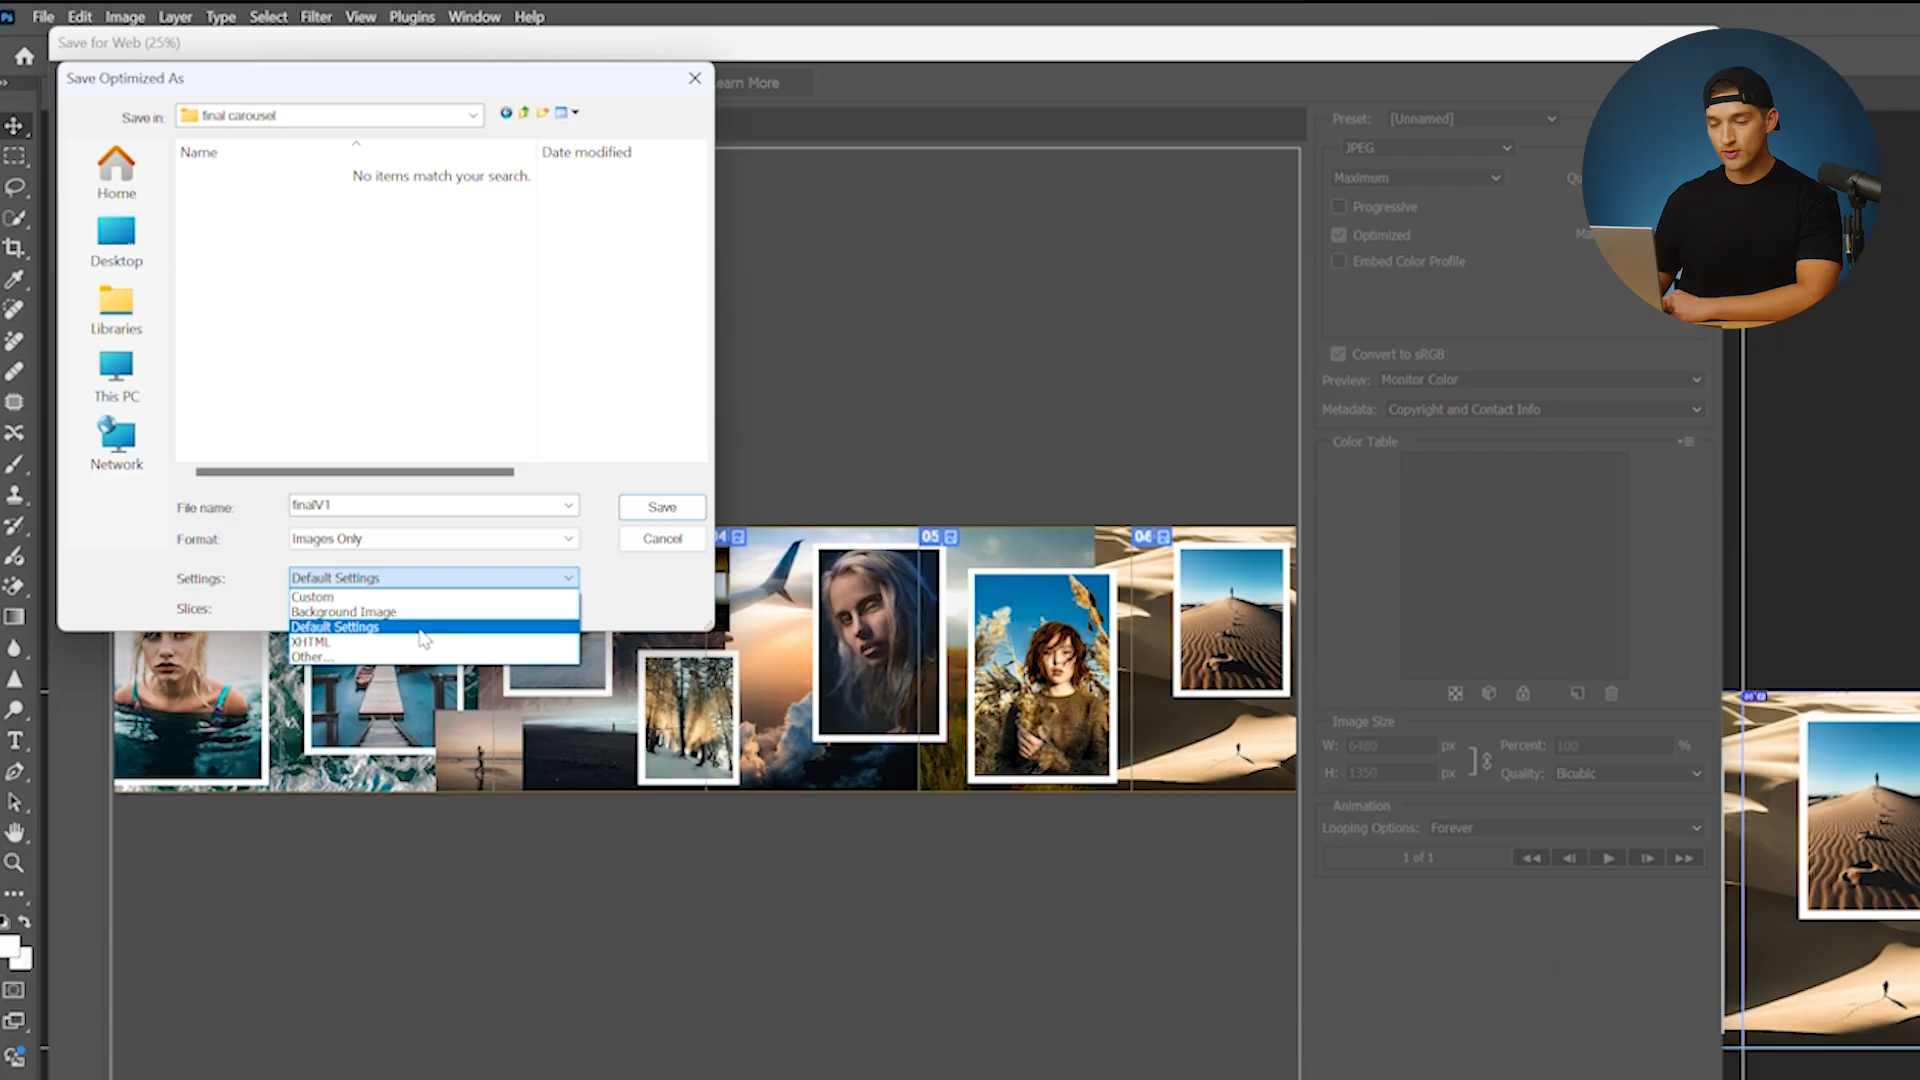 Ps File Edit Image Layer Type Select Filter View Plugins Window Help
Save for Web (25%)
Save Optimized As
Learn More
Save in: final carousel
Name Date modified
No items match your search.
Home
Desktop
Libraries
This PC
Network
File name: finalV1 Save
Format: Images Only Cancel
Settings: Default Settings
Slices:
Custom
Background Image
Default Settings
XHTML
Other...
05
06
06
Preset: [Unnamed]
JPEG
Maximum
Progressive
Optimized
Embed Color Profile
Convert to sRGB
Preview: Monitor Color
Metadata: Copyright and Contact Info
Color Table
Image Size
W: 6480 px Percent: 100 %
H: 1350 px Quality: Bicubic
Animation
Looping Options: Forever
1 of 1